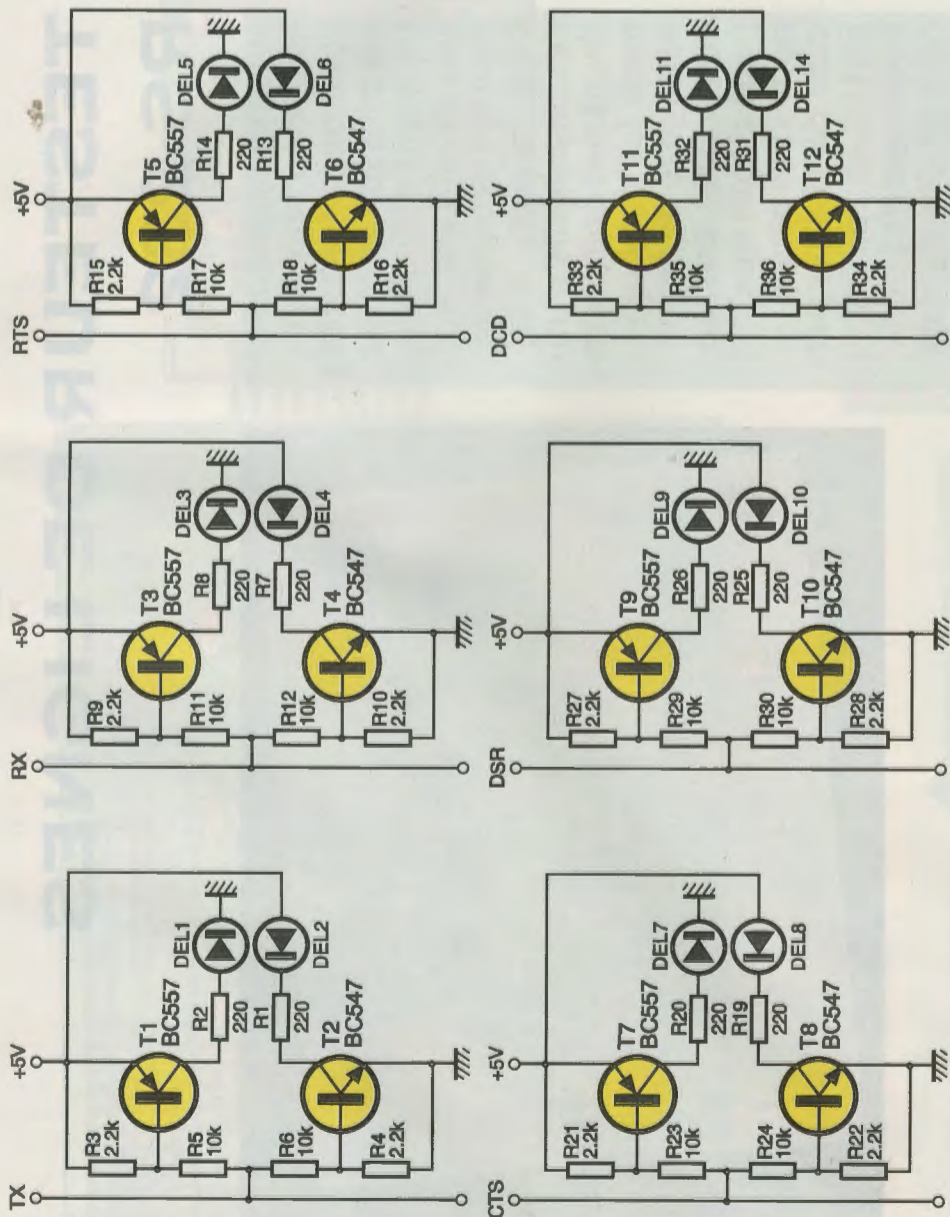 TX
+5V
R3
2.2k
T1
BC557
DEL1
R5
10k
R2
220
R6
10k
R1
220
T2
BC547
DEL2
R4
2.2k
RX
+5V
R9
2.2k
T3
BC557
DEL3
R11
10k
R8
220
R12
10k
R7
220
T4
BC547
DEL4
R10
2.2k
RTS
+5V
R15
2.2k
T5
BC557
DEL5
R17
10k
R14
220
R18
10k
R13
220
T6
BC547
DEL6
R16
2.2k
CTS
+5V
R21
2.2k
T7
BC557
DEL7
R23
10k
R20
220
R24
10k
R19
220
T8
BC547
DEL8
R22
2.2k
DSR
+5V
R27
2.2k
T9
BC557
DEL9
R29
10k
R26
220
R30
10k
R25
220
T10
BC547
DEL10
R28
2.2k
DCD
+5V
R33
2.2k
T11
BC557
DEL11
R35
10k
R32
220
R36
10k
R31
220
T12
BC547
DEL14
R34
2.2k